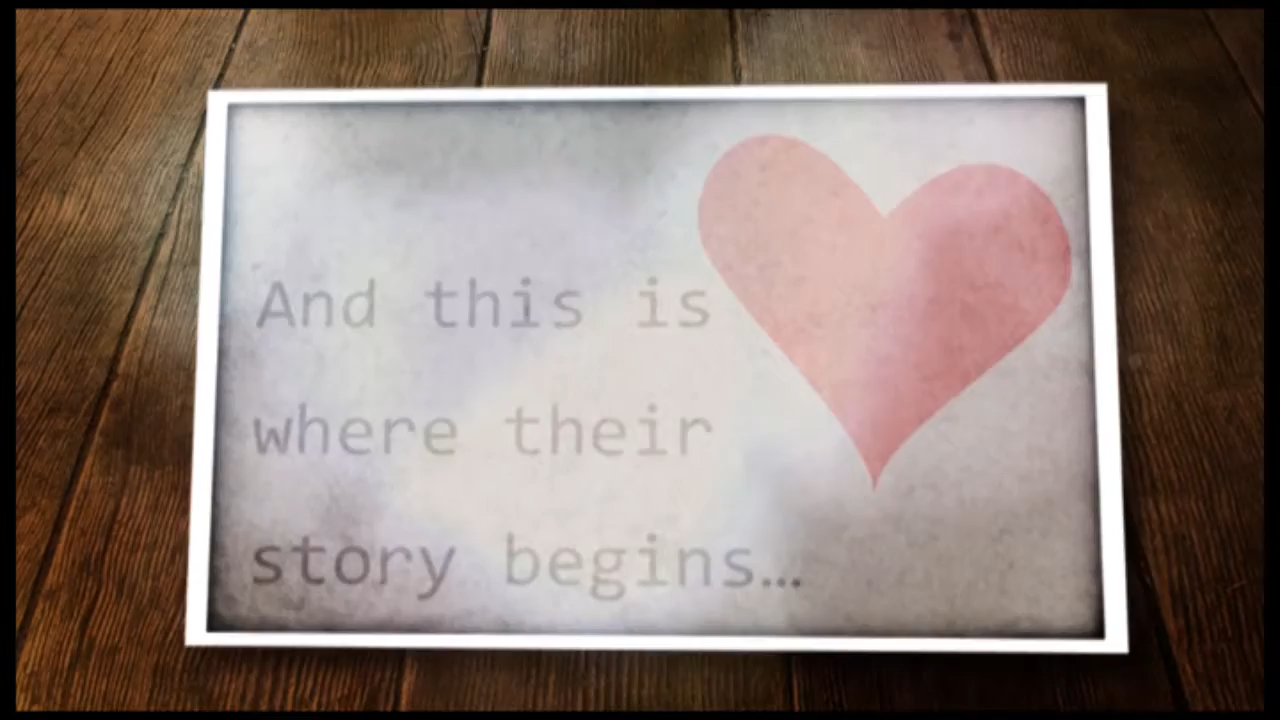 And this is
where their
story begins…